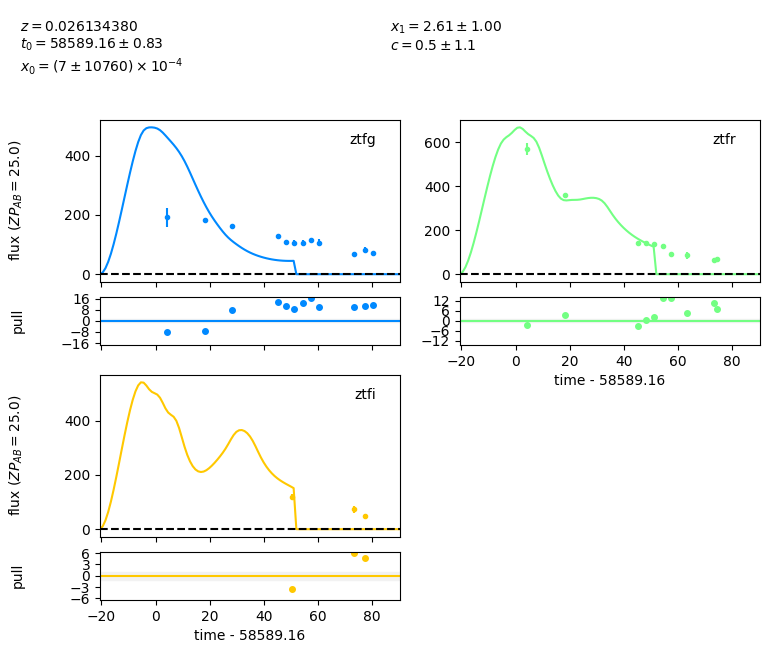 z = 0.026134380
t₀ = 58589.16 ± 0.83
x₀ = (7 ± 10760) × 10⁻⁴
x₁ = 2.61 ± 1.00
c = 0.5 ± 1.1
flux (ZP_AB = 25.0)
ztfg
400
200
0
ztfr
600
400
200
0
pull
16
8
0
−8
−16
12
6
0
−6
−12
−20 0 20 40 60 80
time - 58589.16
flux (ZP_AB = 25.0)
ztfi
400
200
0
pull
6
3
0
−3
−6
−20 0 20 40 60 80
time - 58589.16